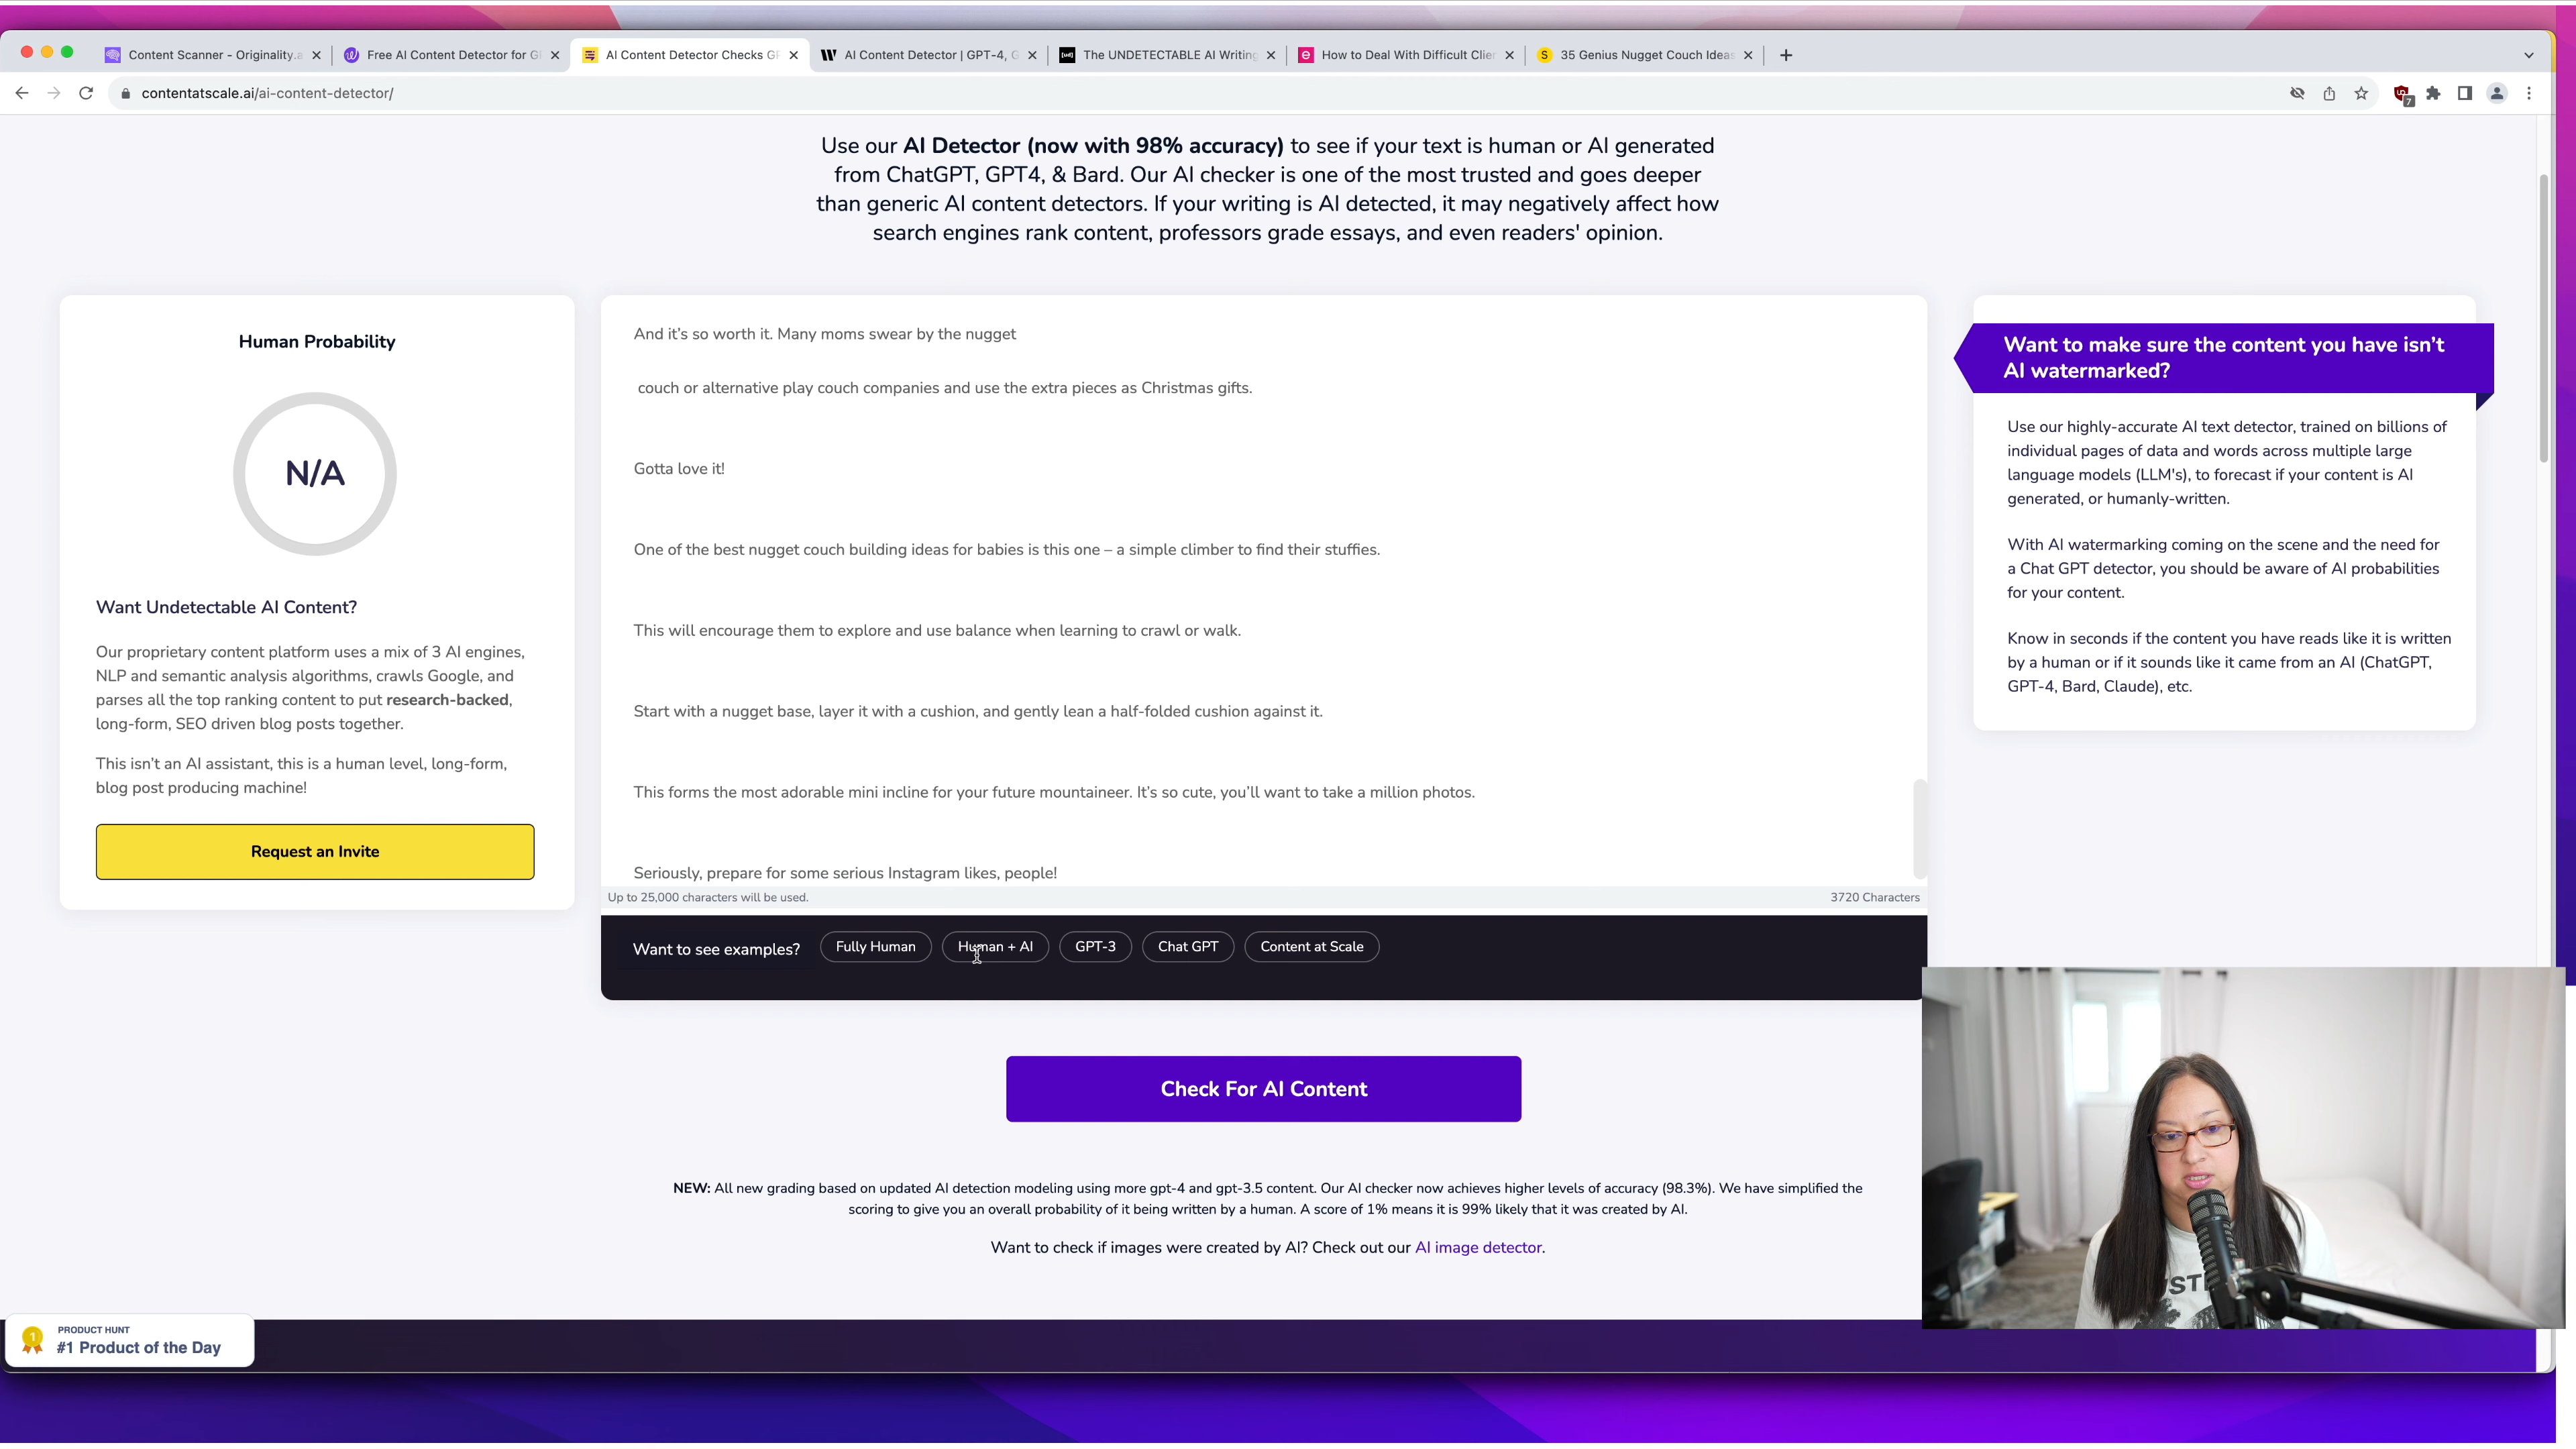 Content Scanner - Originality.a
Free AI Content Detector for G
AI Content Detector Checks GP
AI Content Detector | GPT-4, G
The UNDETECTABLE AI Writing
How to Deal With Difficult Clien
35 Genius Nugget Couch Ideas
contentatscale.ai/ai-content-detector/
7
Use our AI Detector (now with 98% accuracy) to see if your text is human or AI generated
from ChatGPT, GPT4, & Bard. Our AI checker is one of the most trusted and goes deeper
than generic AI content detectors. If your writing is AI detected, it may negatively affect how
search engines rank content, professors grade essays, and even readers' opinion.
Human Probability
N/A
Want Undetectable AI Content?
Our proprietary content platform uses a mix of 3 AI engines,
NLP and semantic analysis algorithms, crawls Google, and
parses all the top ranking content to put research-backed,
long-form, SEO driven blog posts together.
This isn't an AI assistant, this is a human level, long-form,
blog post producing machine!
Request an Invite
And it's so worth it. Many moms swear by the nugget
couch or alternative play couch companies and use the extra pieces as Christmas gifts.
Gotta love it!
One of the best nugget couch building ideas for babies is this one – a simple climber to find their stuffies.
This will encourage them to explore and use balance when learning to crawl or walk.
Start with a nugget base, layer it with a cushion, and gently lean a half-folded cushion against it.
This forms the most adorable mini incline for your future mountaineer. It's so cute, you'll want to take a million photos.
Seriously, prepare for some serious Instagram likes, people!
Up to 25,000 characters will be used.
3720 Characters
Want to see examples?
Fully Human
Human + AI
GPT-3
Chat GPT
Content at Scale
Want to make sure the content you have isn't
AI watermarked?
Use our highly-accurate AI text detector, trained on billions of
individual pages of data and words across multiple large
language models (LLM's), to forecast if your content is AI
generated, or humanly-written.
With AI watermarking coming on the scene and the need for
a Chat GPT detector, you should be aware of AI probabilities
for your content.
Know in seconds if the content you have reads like it is written
by a human or if it sounds like it came from an AI (ChatGPT,
GPT-4, Bard, Claude), etc.
Check For AI Content
NEW: All new grading based on updated AI detection modeling using more gpt-4 and gpt-3.5 content. Our AI checker now achieves higher levels of accuracy (98.3%). We have simplified the
scoring to give you an overall probability of it being written by a human. A score of 1% means it is 99% likely that it was created by AI.
Want to check if images were created by AI? Check out our AI image detector.
1
PRODUCT HUNT
#1 Product of the Day